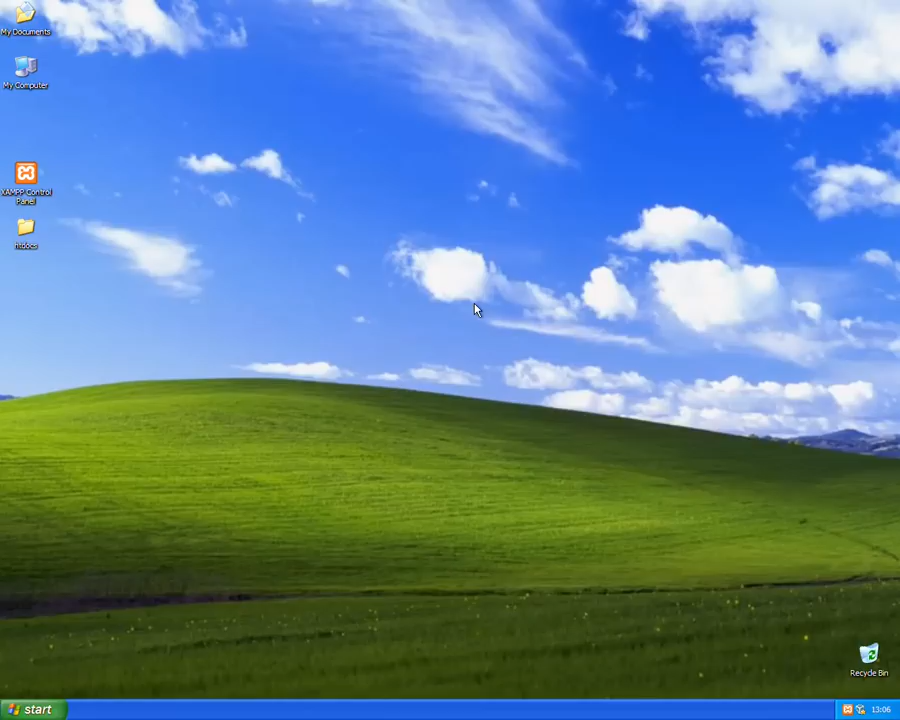 My Documents
My Computer
XAMPP Control
Panel
htdocs
Recycle Bin
start
13:06